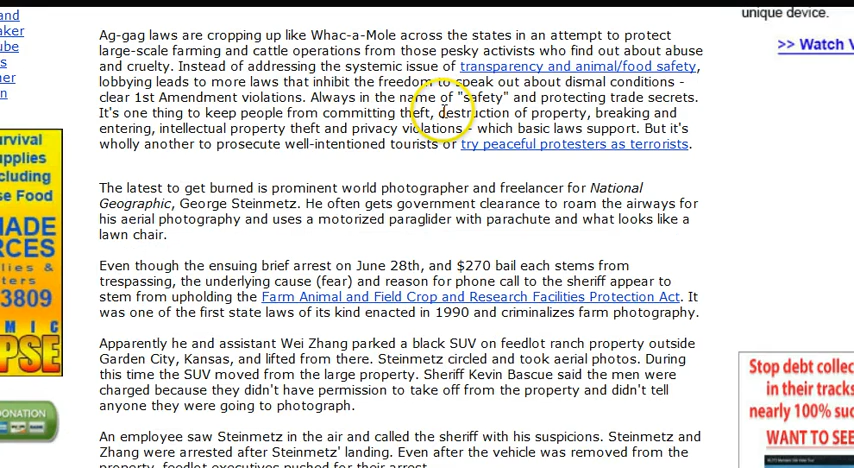 and
aker
ube
s
her
n
unique device.
>> Watch V
Ag-gag laws are cropping up like Whac-a-Mole across the states in an attempt to protect
large-scale farming and cattle operations from those pesky activists who find out about abuse
and cruelty. Instead of addressing the systemic issue of transparency and animal/food safety,
lobbying leads to more laws that inhibit the freedom to speak out about dismal conditions -
clear 1st Amendment violations. Always in the name of "safety" and protecting trade secrets.
It's one thing to keep people from committing theft, destruction of property, breaking and
entering, intellectual property theft and privacy violations - which basic laws support. But it's
wholly another to prosecute well-intentioned tourists or try peaceful protesters as terrorists.
The latest to get burned is prominent world photographer and freelancer for National
Geographic, George Steinmetz. He often gets government clearance to roam the airways for
his aerial photography and uses a motorized paraglider with parachute and what looks like a
lawn chair.
Even though the ensuing brief arrest on June 28th, and $270 bail each stems from
trespassing, the underlying cause (fear) and reason for phone call to the sheriff appear to
stem from upholding the Farm Animal and Field Crop and Research Facilities Protection Act. It
was one of the first state laws of its kind enacted in 1990 and criminalizes farm photography.
Apparently he and assistant Wei Zhang parked a black SUV on feedlot ranch property outside
Garden City, Kansas, and lifted from there. Steinmetz circled and took aerial photos. During
this time the SUV moved from the large property. Sheriff Kevin Bascue said the men were
charged because they didn't have permission to take off from the property and didn't tell
anyone they were going to photograph.
An employee saw Steinmetz in the air and called the sheriff with his suspicions. Steinmetz and
Zhang were arrested after Steinmetz' landing. Even after the vehicle was removed from the
property, feedlot executives pushed for their arrest.
rvival
pplies
cluding
se Food
MADE
RCES
lies &
ters
3809
MIC
PSE
DONATION
Stop debt collec
in their tracks
nearly 100% suc
WANT TO SEE